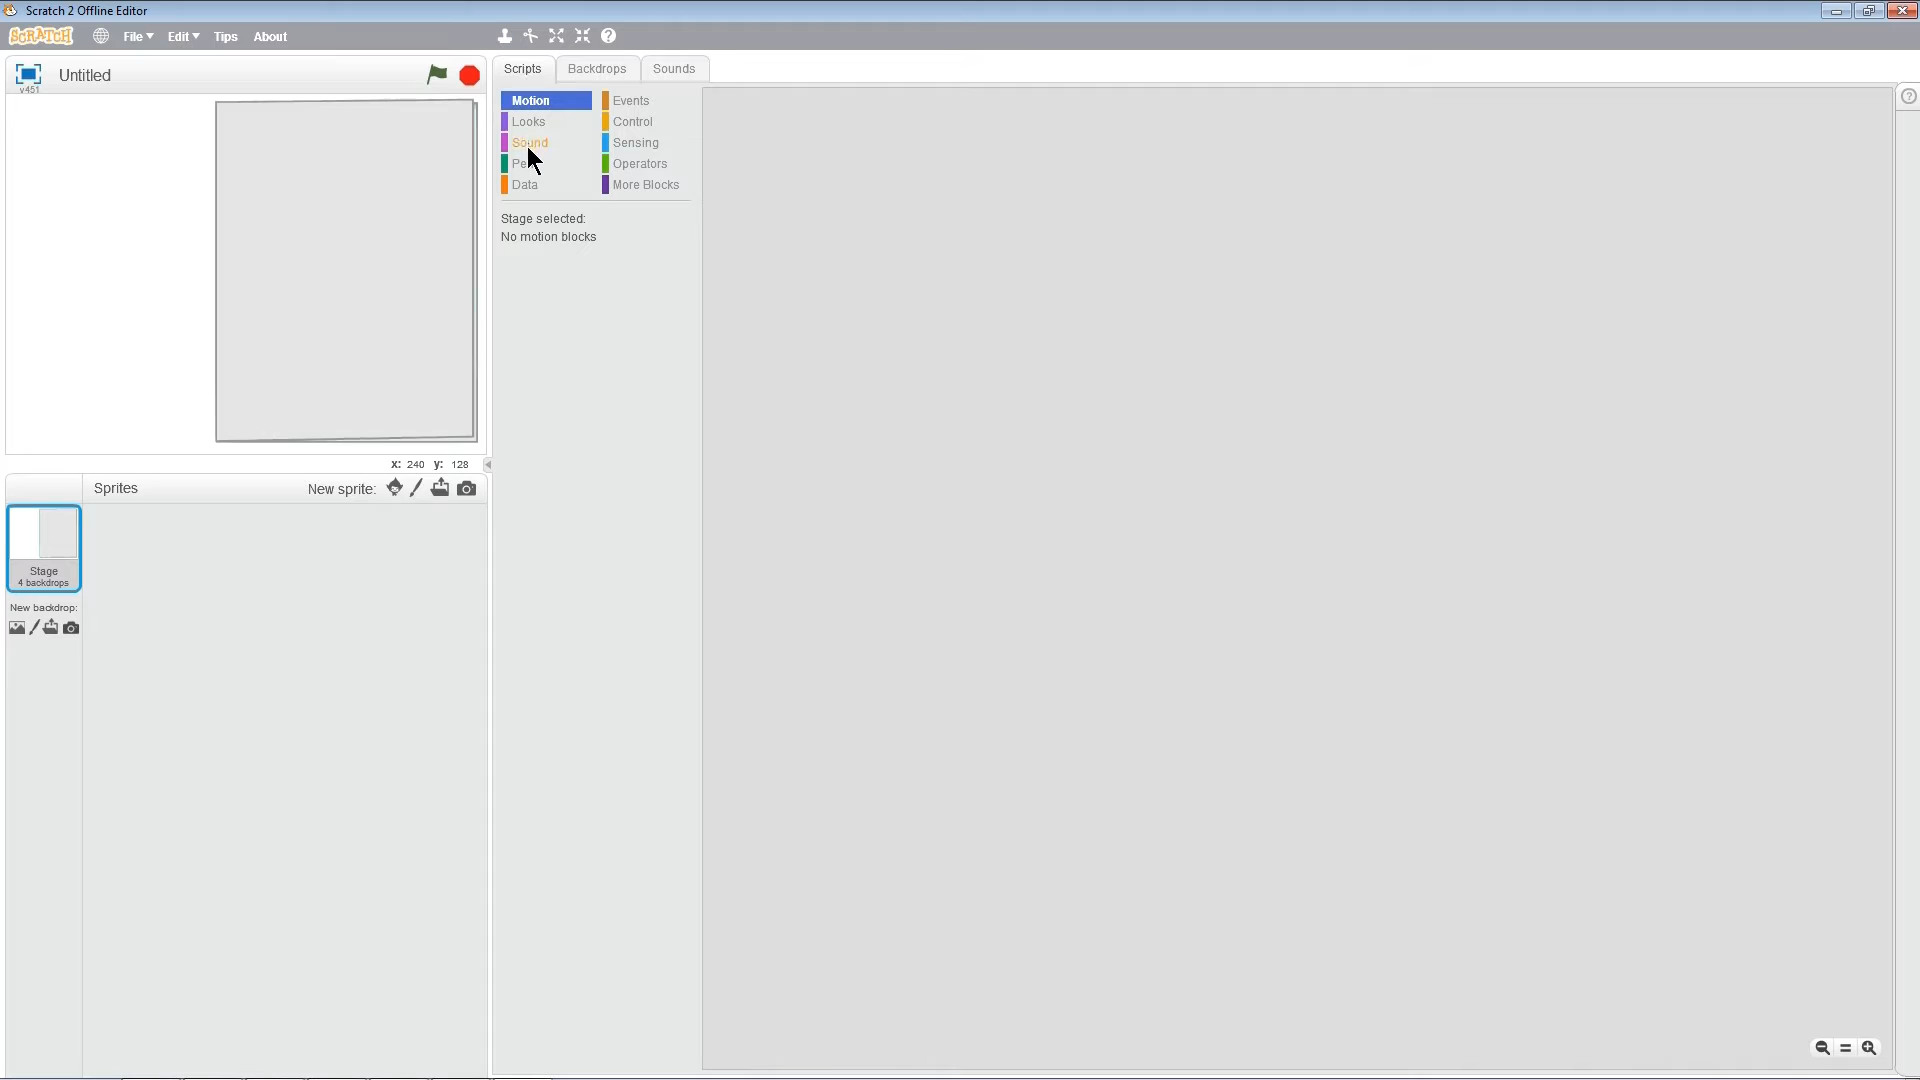 Scratch 2 Offline Editor
SCRATCH File Edit Tips About
v451
Untitled
Scripts Backdrops Sounds
Motion Events
Looks Control
Sound Sensing
Operators
Data More Blocks
Stage selected:
No motion blocks
x: 240 y: 128
Sprites New sprite:
Stage
4 backdrops
New backdrop: